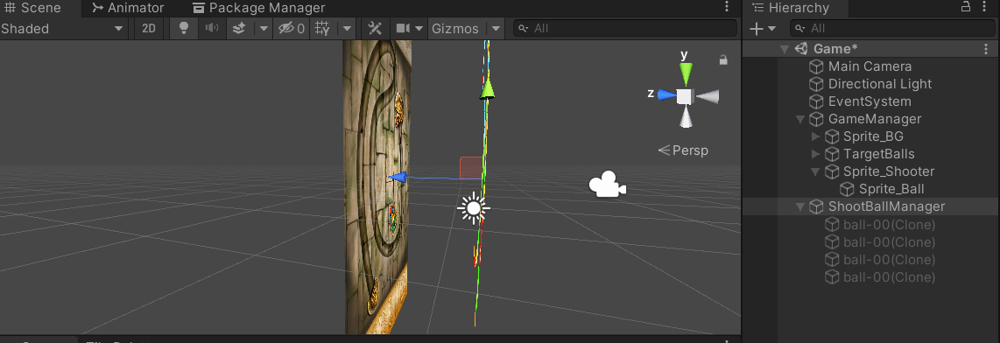 Scene Animator Package Manager
Shaded 2D 0 Gizmos All
y
z
Persp
Hierarchy
All
Game*
Main Camera
Directional Light
EventSystem
GameManager
Sprite_BG
TargetBalls
Sprite_Shooter
Sprite_Ball
ShootBallManager
ball-00(Clone)
ball-00(Clone)
ball-00(Clone)
ball-00(Clone)